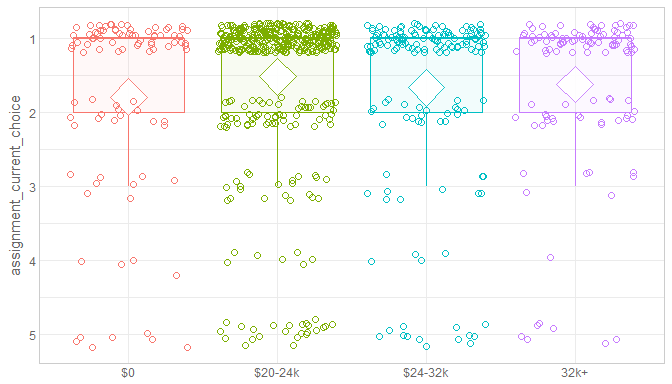 assignment_current_choice
1
2
3
4
5
$0
$20-24k
$24-32k
32k+